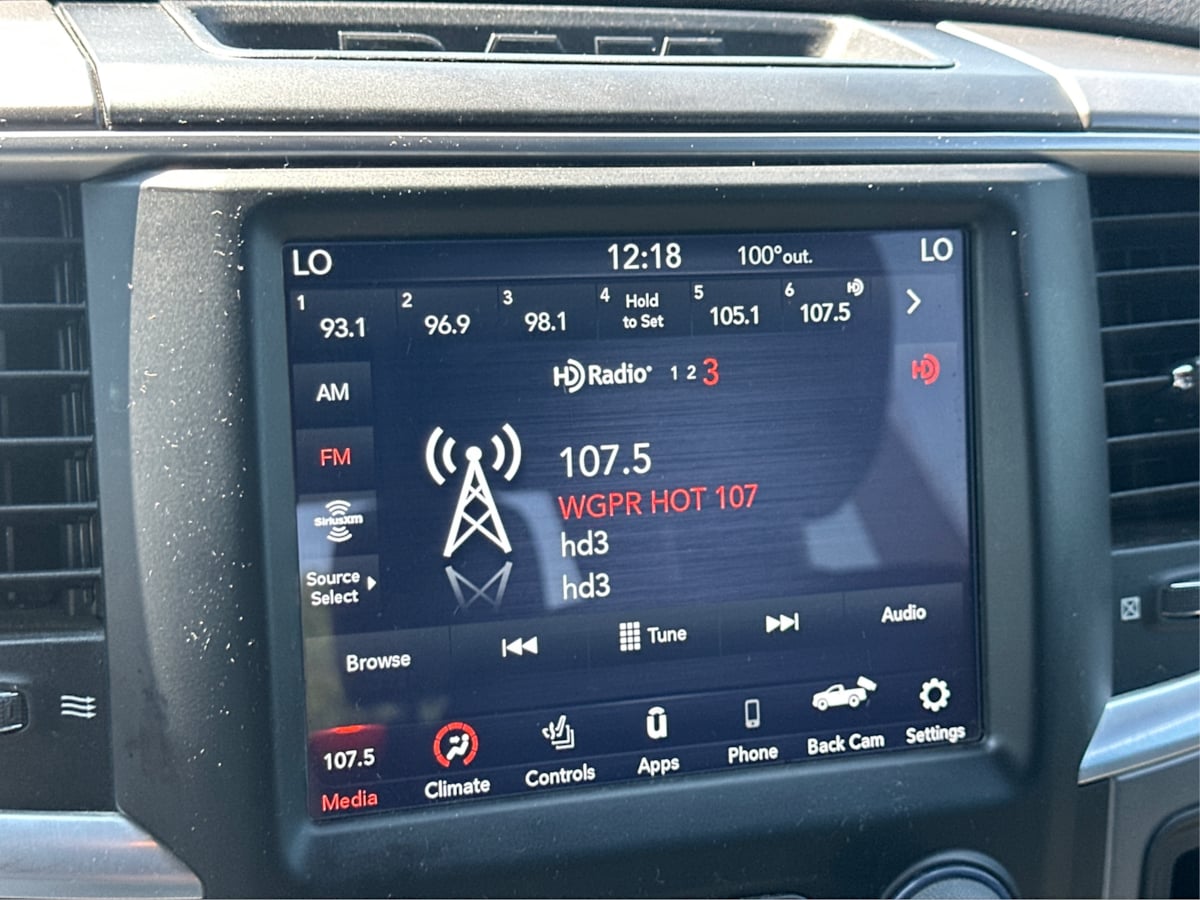 LO 12:18 100°out. LO
1 2 3 4 Hold 5 6 HD
93.1 96.9 98.1 to Set 105.1 107.5
HD Radio 1 2 3 HD
AM
FM
107.5
WGPR HOT 107
SiriusXM
hd3
Source
Select
hd3
Browse Tune Audio
107.5
Media Climate Controls Apps Phone Back Cam Settings